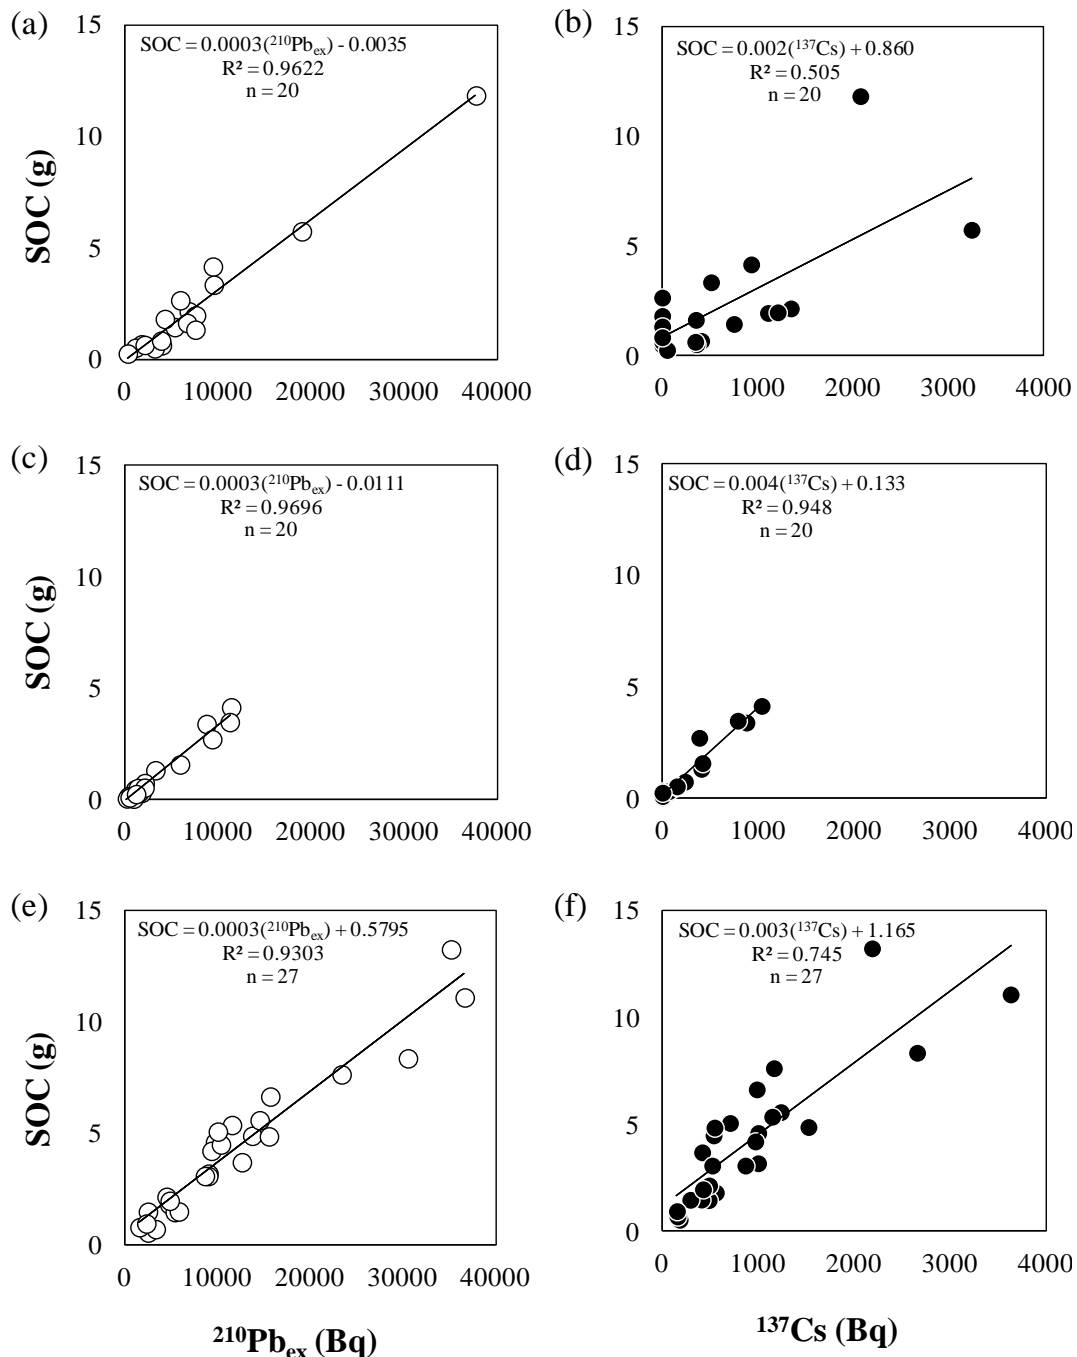 (a)
SOC = 0.0003(²¹⁰Pbₑₓ) - 0.0035
R² = 0.9622
n = 20
15
10
5
0
SOC (g)
0 10000 20000 30000 40000
(b)
SOC = 0.002(¹³⁷Cs) + 0.860
R² = 0.505
n = 20
15
10
5
0
0 1000 2000 3000 4000
(c)
SOC = 0.0003(²¹⁰Pbₑₓ) - 0.0111
R² = 0.9696
n = 20
15
10
5
0
SOC (g)
0 10000 20000 30000 40000
(d)
SOC = 0.004(¹³⁷Cs) + 0.133
R² = 0.948
n = 20
15
10
5
0
0 1000 2000 3000 4000
(e)
SOC = 0.0003(²¹⁰Pbₑₓ) + 0.5795
R² = 0.9303
n = 27
15
10
5
0
SOC (g)
0 10000 20000 30000 40000
²¹⁰Pbₑₓ (Bq)
(f)
SOC = 0.003(¹³⁷Cs) + 1.165
R² = 0.745
n = 27
15
10
5
0
0 1000 2000 3000 4000
¹³⁷Cs (Bq)